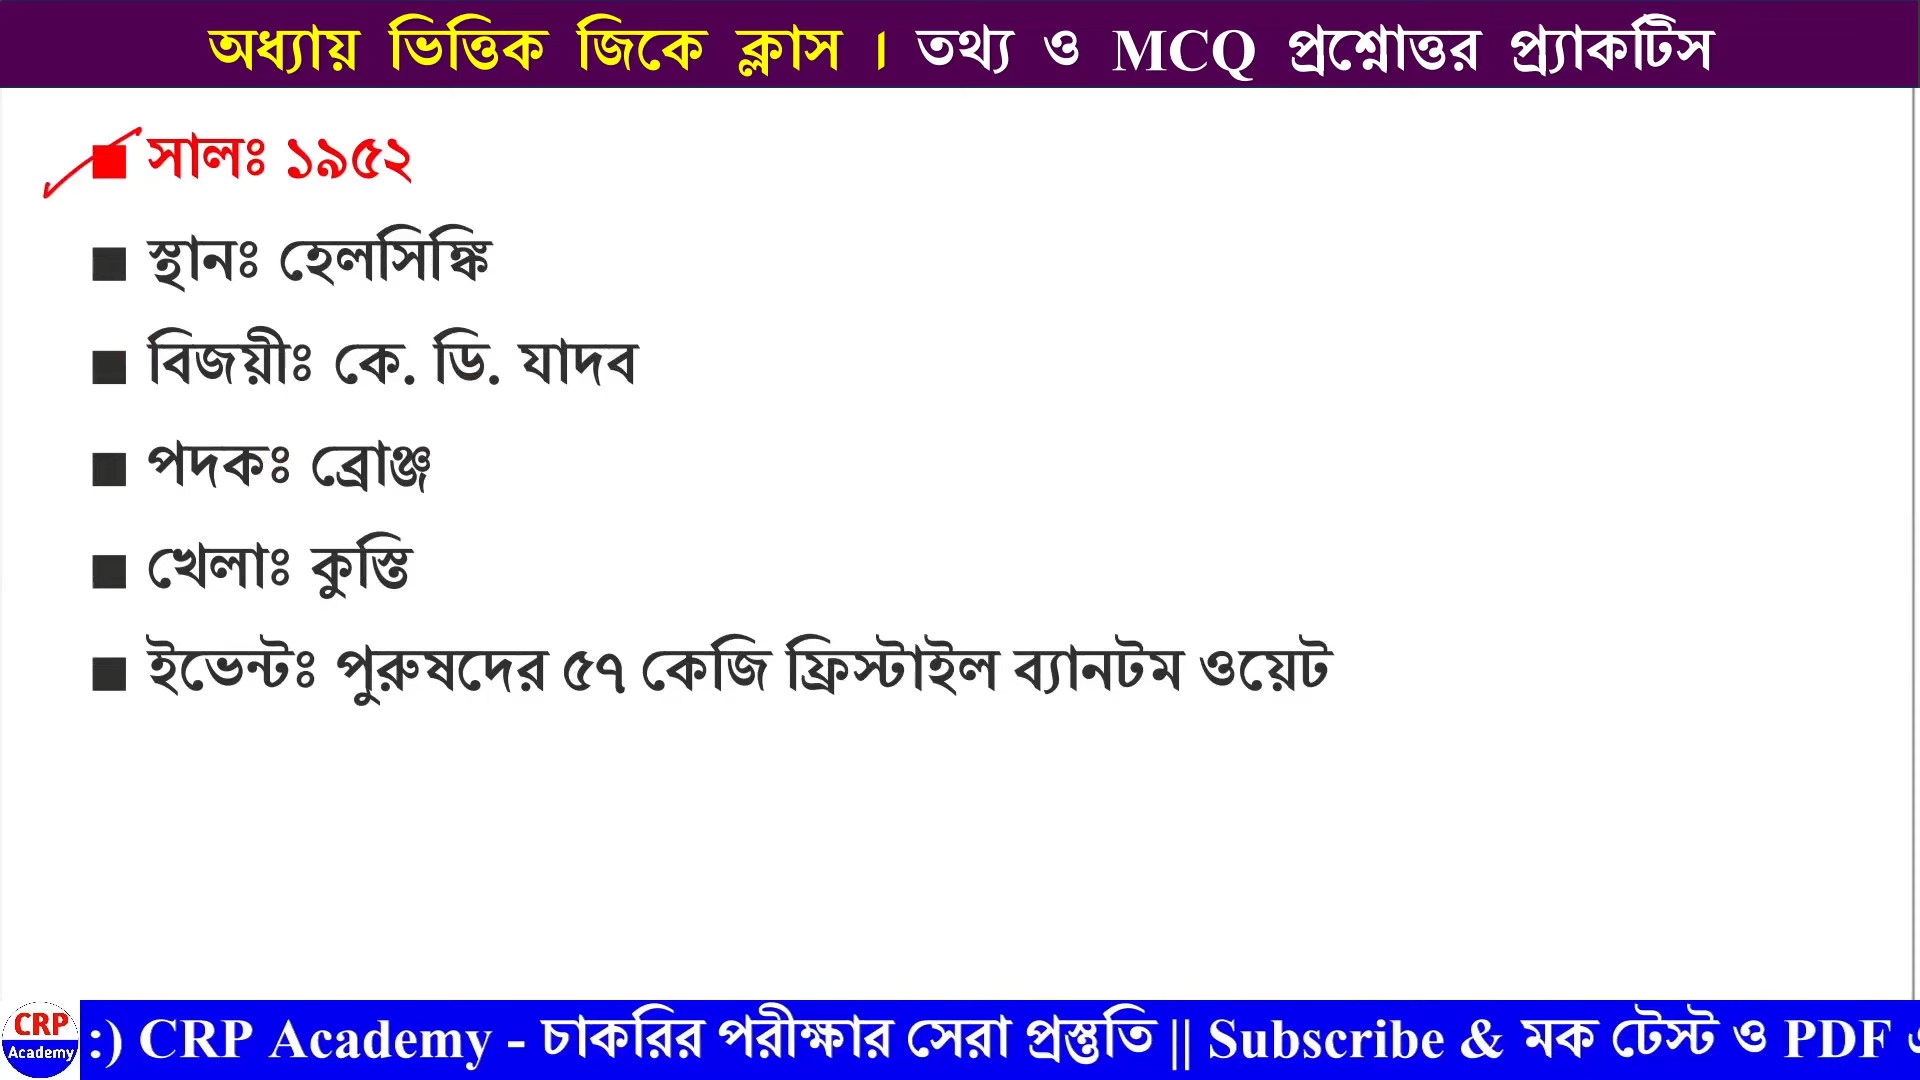 অধ্যায় ভিত্তিক জিকে ক্লাস । তথ্য ও MCQ প্রশ্নোত্তর প্র্যাকটিস
■ সালঃ ১৯৫২
■ স্থানঃ হেলসিঙ্কি
■ বিজয়ীঃ কে. ডি. যাদব
■ পদকঃ ব্রোঞ্জ
■ খেলাঃ কুস্তি
■ ইভেন্টঃ পুরুষদের ৫৭ কেজি ফ্রিস্টাইল ব্যানটম ওয়েট
CRP
Academy
:) CRP Academy - চাকরির পরীক্ষার সেরা প্রস্তুতি || Subscribe & মক টেস্ট ও PDF